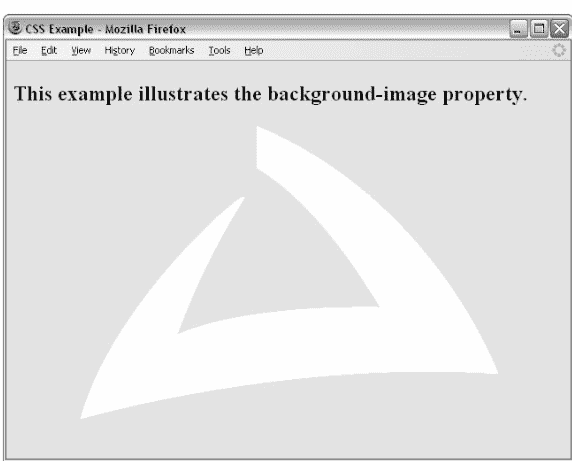 CSS Example - Mozilla Firefox
File Edit View History Bookmarks Tools Help
This example illustrates the background-image property.